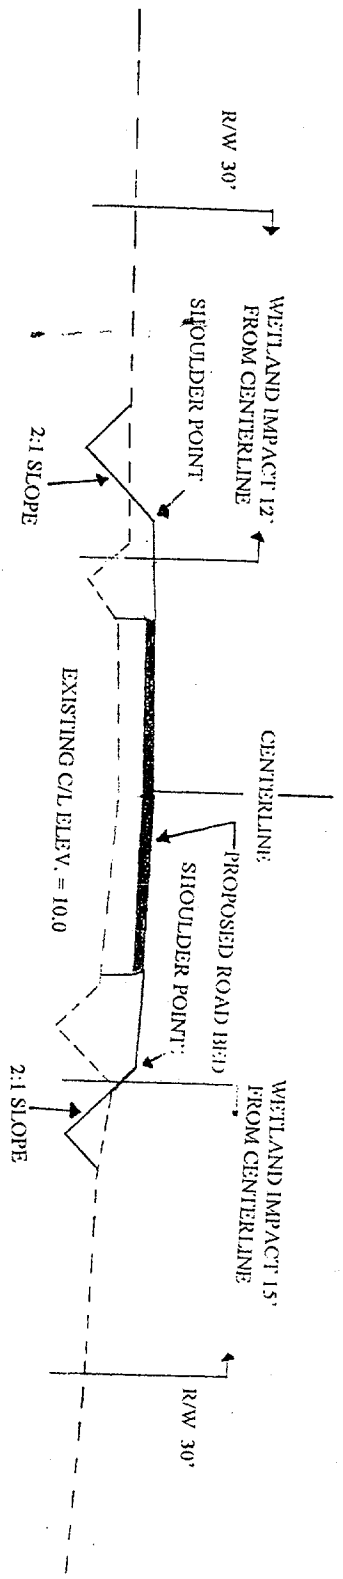 R/W 30'
WETLAND IMPACT 12'
FROM CENTERLINE
SHOULDER POINT
2:1 SLOPE
CENTERLINE
PROPOSED ROAD BED
EXISTING C/L ELEV. = 10.0
SHOULDER POINT
WETLAND IMPACT 15'
FROM CENTERLINE
2:1 SLOPE
R/W 30'